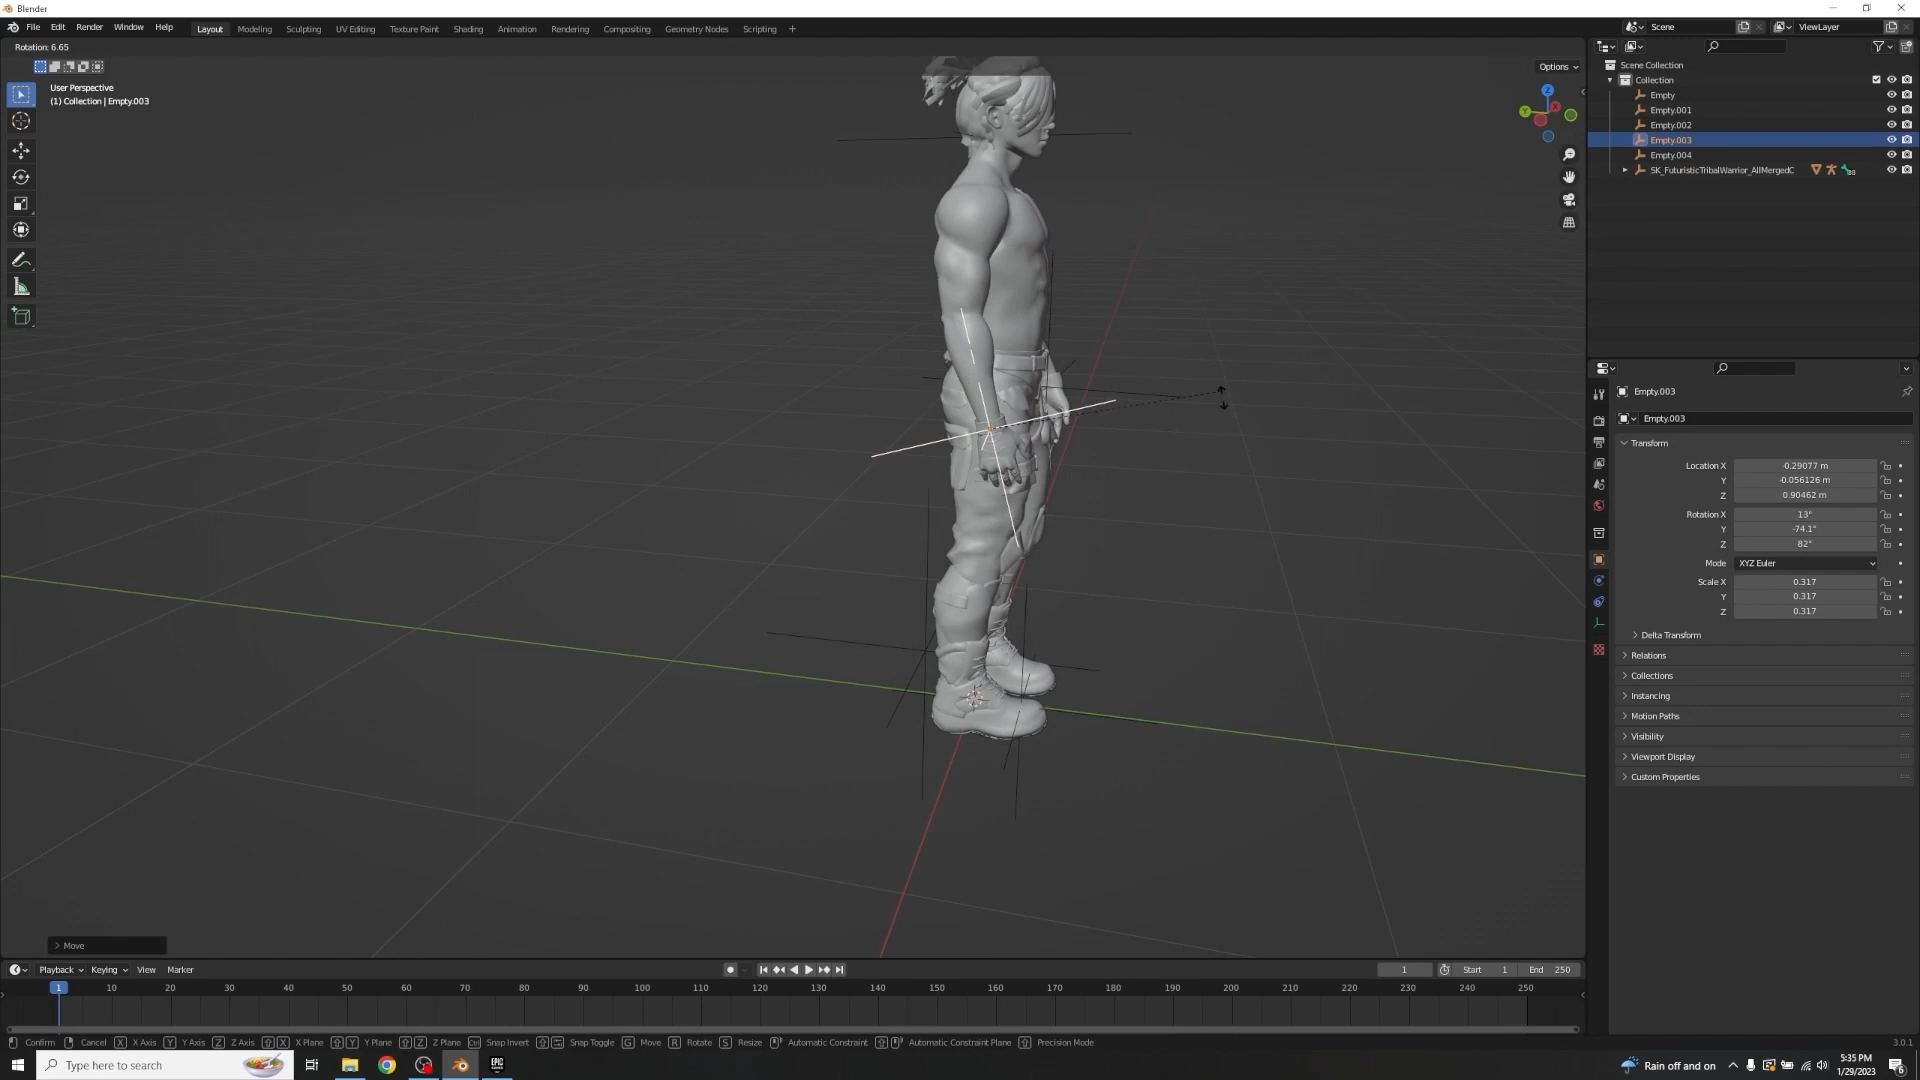 Blender
File Edit Render Window Help Layout Modeling Sculpting UV Editing Texture Paint Shading Animation Rendering Compositing Geometry Nodes Scripting + Scene ViewLayer
Rotation: 6.65
Options
User Perspective
(1) Collection | Empty.003
Scene Collection
Collection
Empty
Empty.001
Empty.002
Empty.003
Empty.004
SK_FuturisticTribalWarrior_AllMergedC
Z
Y
X
Empty.003
Empty.003
Transform
Location X -0.29077 m
Y -0.056126 m
Z 0.90462 m
Rotation X 13°
Y -74.1°
Z 82°
Mode XYZ Euler
Scale X 0.317
Y 0.317
Z 0.317
Delta Transform
Relations
Collections
Instancing
Motion Paths
Visibility
Viewport Display
Custom Properties
Move
Playback Keying View Marker 1 Start 1 End 250
1 10 20 30 40 50 60 70 80 90 100 110 120 130 140 150 160 170 180 190 200 210 220 230 240 250
Confirm Cancel X X Axis Y Y Axis Z Z Axis X X Plane Y Y Plane Z Z Plane Ctrl Snap Invert Snap Toggle G Move R Rotate S Resize Automatic Constraint Automatic Constraint Plane Precision Mode 3.0.1
Type here to search EPIC GAMES Rain off and on 5:35 PM
1/29/2023 6